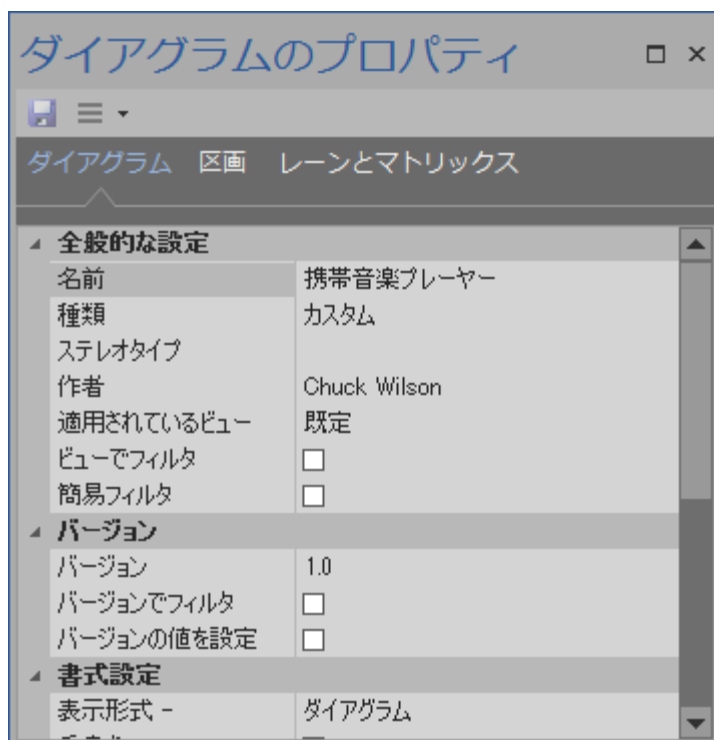 ダイアグラムのプロパティ
ダイアグラム 区画 レーンとマトリックス
全般的な設定
名前 携帯音楽プレーヤー
種類 カスタム
ステレオタイプ
作者 Chuck Wilson
適用されているビュー 既定
ビューでフィルタ
簡易フィルタ
バージョン
バージョン 1.0
バージョンでフィルタ
バージョンの値を設定
書式設定
表示形式 - ダイアグラム